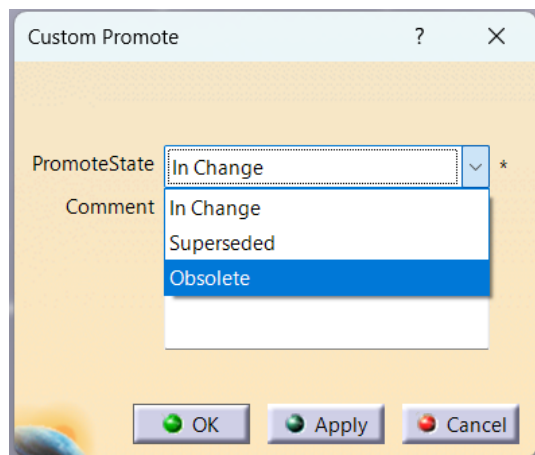 Custom Promote ? ×
PromoteState In Change *
Comment In Change
Superseded
Obsolete
OK Apply Cancel